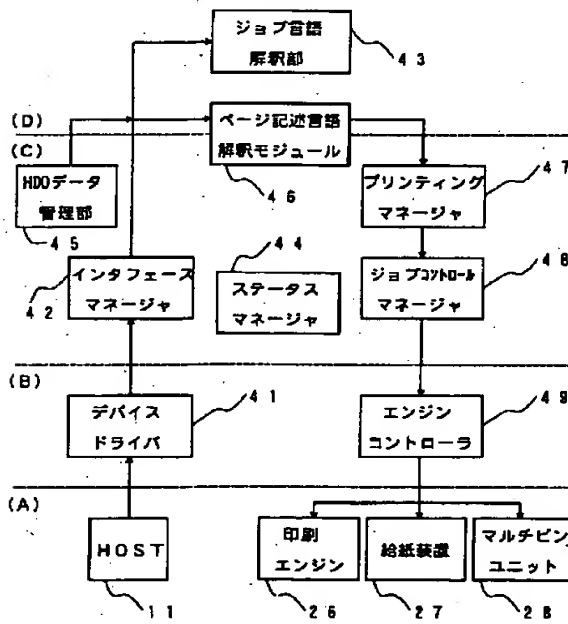 ジョブ言語
解釈部
43
(D)
ページ記述言語
解釈モジュール
46
(C)
HDDデータ
管理部
45
プリンティング
マネージャ
47
44
インタフェース
マネージャ
42
ステータス
マネージャ
ジョブコントロール
マネージャ
48
(B)
デバイス
ドライバ
41
エンジン
コントローラ
49
(A)
HOST
11
印刷
エンジン
26
給紙装置
27
マルチビン
ユニット
28